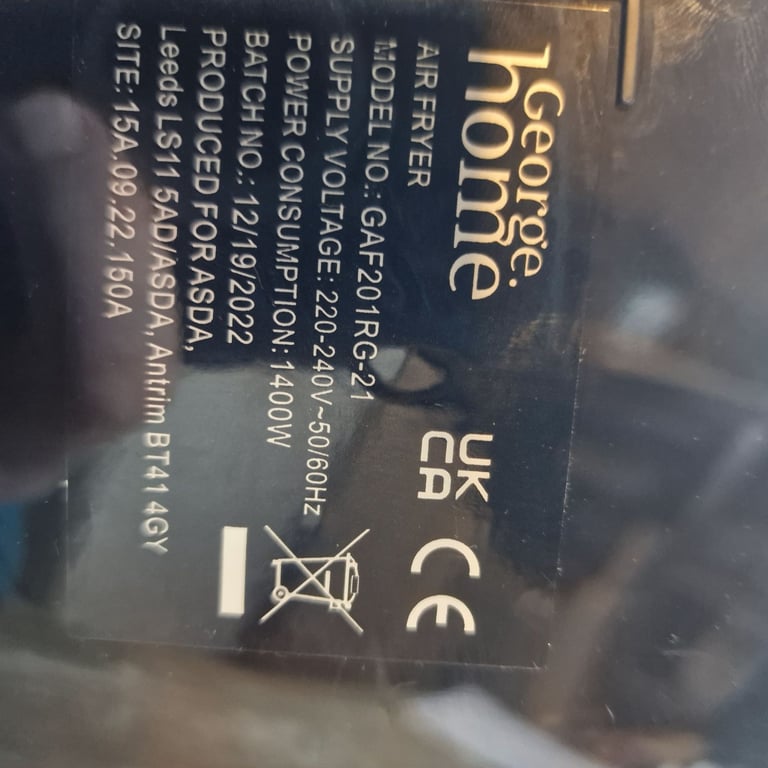 George.
home
AIR FRYER
MODEL NO.: GAF201RG-21
SUPPLY VOLTAGE: 220-240V~50/60Hz
POWER CONSUMPTION: 1400W
BATCH NO.: 12/19/2022
PRODUCED FOR ASDA,
Leeds LS11 5AD/ASDA, Antrim BT41 4GY
SITE: 15A.09.22.150A
UK
CA
CE